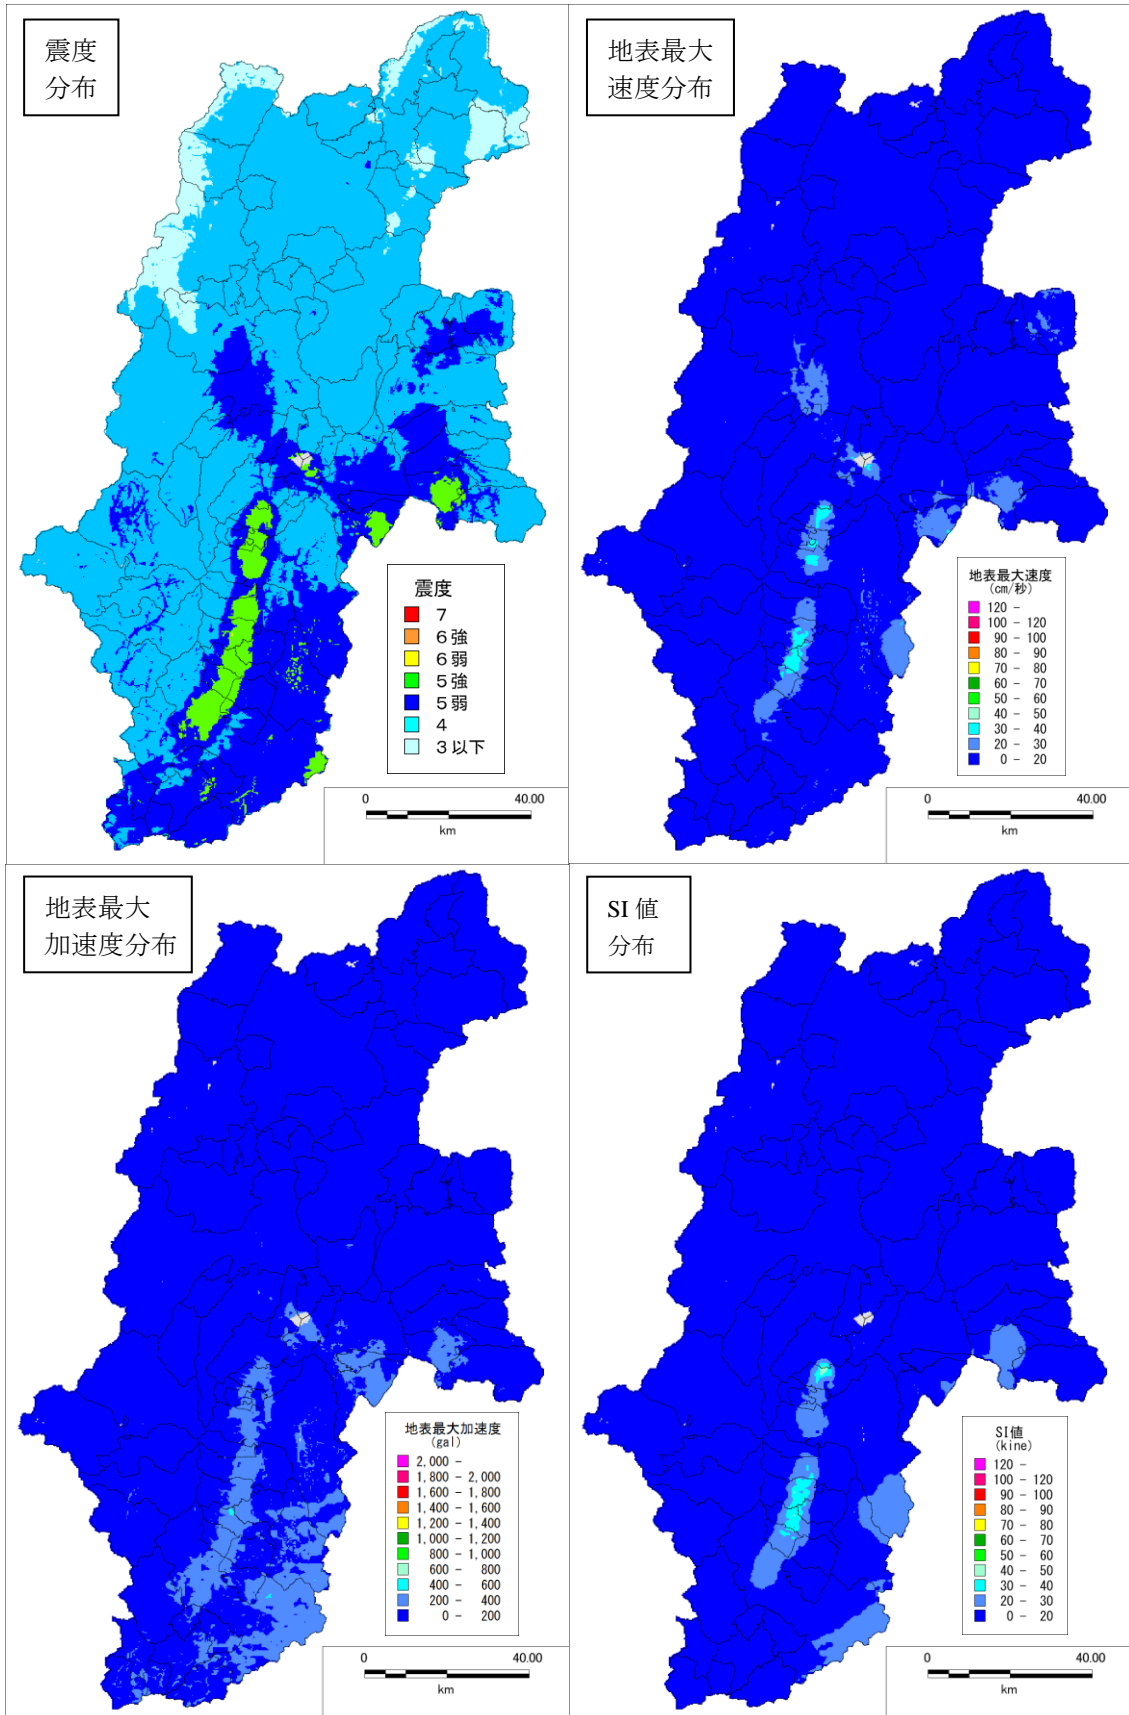 震度
分布
震度
7
6強
6弱
5強
5弱
4
3以下
0 40.00
km
地表最大
速度分布
地表最大速度
(cm/秒)
120 -
100 - 120
90 - 100
80 - 90
70 - 80
60 - 70
50 - 60
40 - 50
30 - 40
20 - 30
0 - 20
0 40.00
km
地表最大
加速度分布
地表最大加速度
(gal)
2,000 -
1,800 - 2,000
1,600 - 1,800
1,400 - 1,600
1,200 - 1,400
1,000 - 1,200
800 - 1,000
600 - 800
400 - 600
200 - 400
0 - 200
0 40.00
km
SI 値
分布
SI値
(kine)
120 -
100 - 120
90 - 100
80 - 90
70 - 80
60 - 70
50 - 60
40 - 50
30 - 40
20 - 30
0 - 20
0 40.00
km